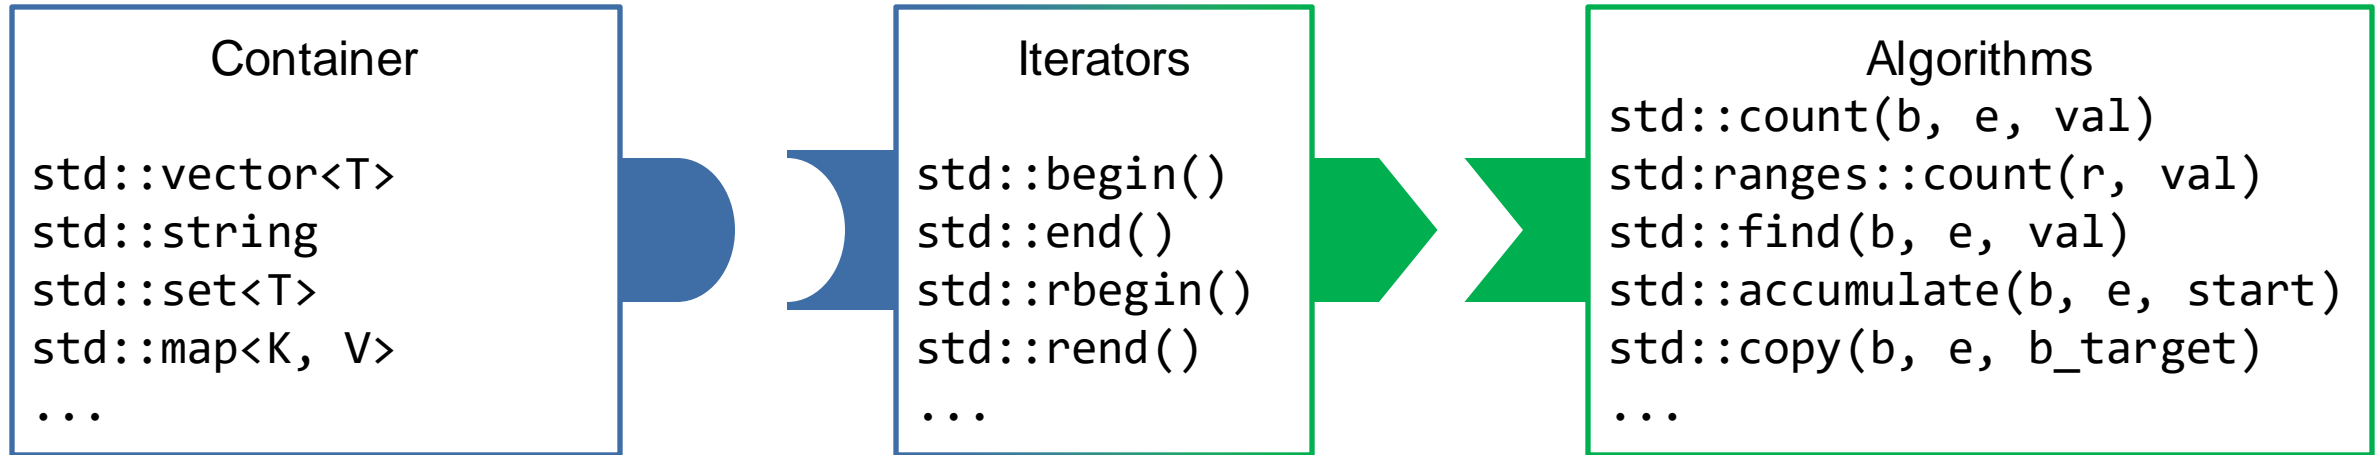 Container
std::vector<T>
std::string
std::set<T>
std::map<K, V>
...
Iterators
std::begin()
std::end()
std::rbegin()
std::rend()
...
Algorithms
std::count(b, e, val)
std:ranges::count(r, val)
std::find(b, e, val)
std::accumulate(b, e, start)
std::copy(b, e, b_target)
...